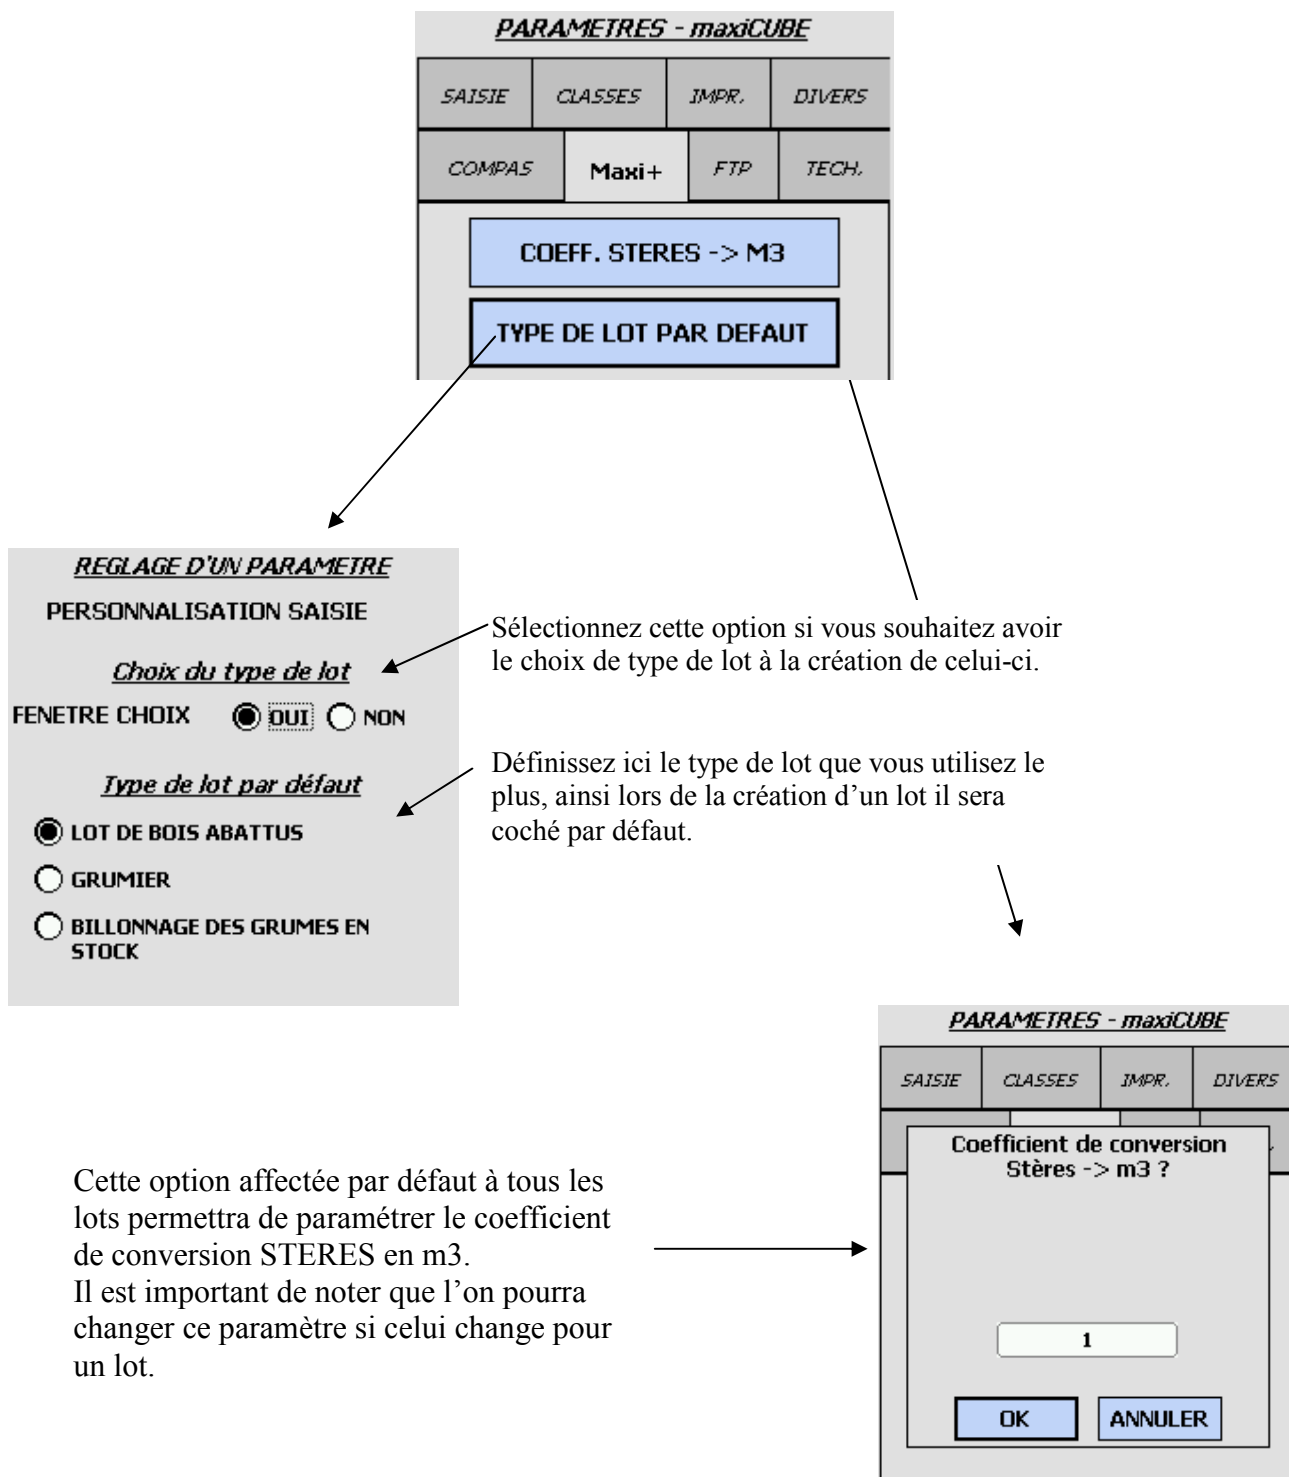 PARAMETRES - maxiCUBE
SAISIE CLASSES IMPR. DIVERS
COMPAS Maxi+ FTP TECH.
COEFF. STERES -> M3
TYPE DE LOT PAR DEFAUT
REGLAGE D'UN PARAMETRE
PERSONNALISATION SAISIE
Choix du type de lot
FENETRE CHOIX OUI NON
Type de lot par défaut
LOT DE BOIS ABATTUS
GRUMIER
BILLONNAGE DES GRUMES EN
STOCK
Sélectionnez cette option si vous souhaitez avoir
le choix de type de lot à la création de celui-ci.
Définissez ici le type de lot que vous utilisez le
plus, ainsi lors de la création d’un lot il sera
coché par défaut.
Cette option affectée par défaut à tous les
lots permettra de paramétrer le coefficient
de conversion STERES en m3.
Il est important de noter que l’on pourra
changer ce paramètre si celui change pour
un lot.
PARAMETRES - maxiCUBE
SAISIE CLASSES IMPR. DIVERS
Coefficient de conversion
Stères -> m3 ?
1
OK ANNULER